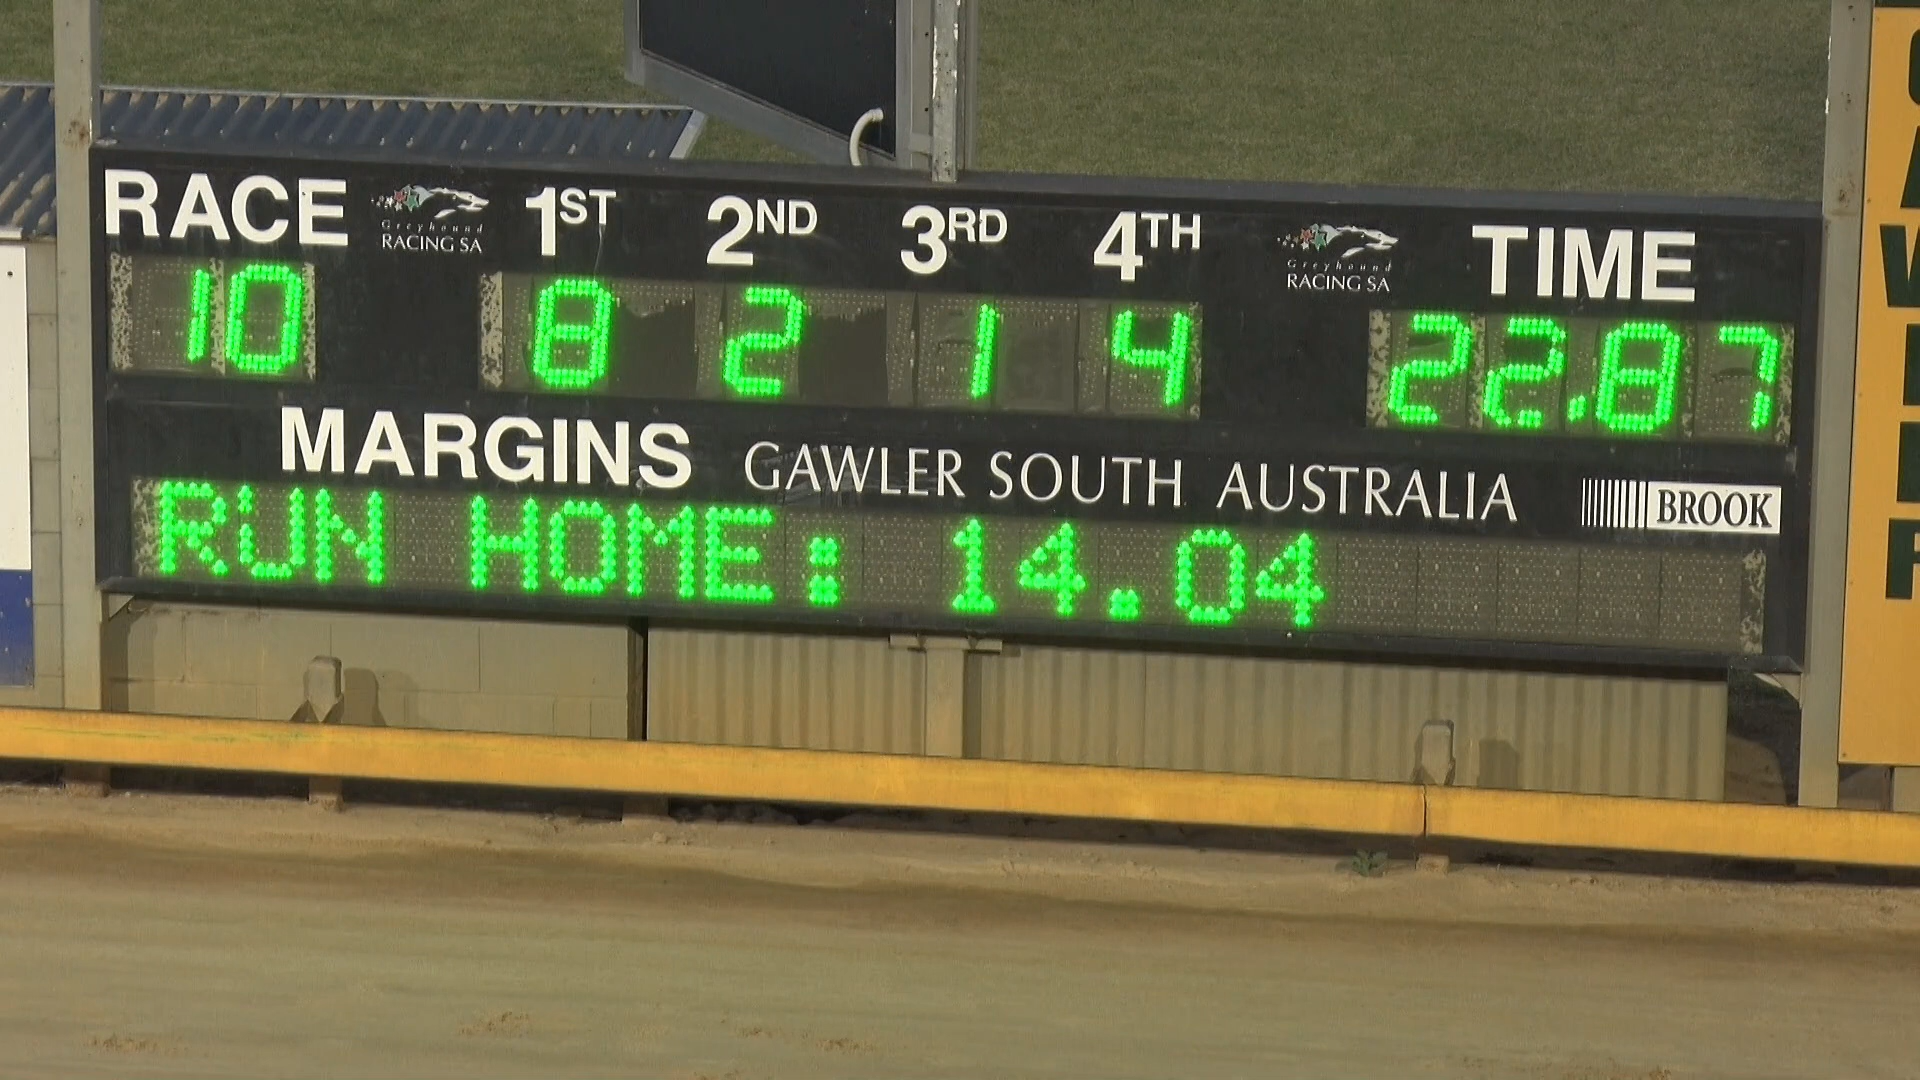 RACE Greyhound RACING SA 1ST 2ND 3RD 4TH Greyhound RACING SA TIME
10 8 2 1 4 22.87
MARGINS GAWLER SOUTH AUSTRALIA BROOK
RUN HOME: 14.04